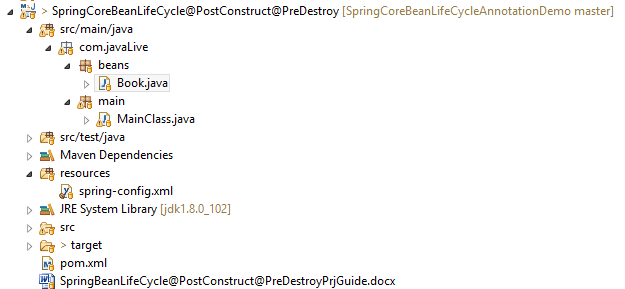 > SpringCoreBeanLifeCycle@PostConstruct@PreDestroy [SpringCoreBeanLifeCycleAnnotationDemo master]
src/main/java
com.javaLive
beans
Book.java
main
MainClass.java
src/test/java
Maven Dependencies
resources
spring-config.xml
JRE System Library [jdk1.8.0_102]
src
> target
pom.xml
SpringBeanLifeCycle@PostConstruct@PreDestroyPrjGuide.docx